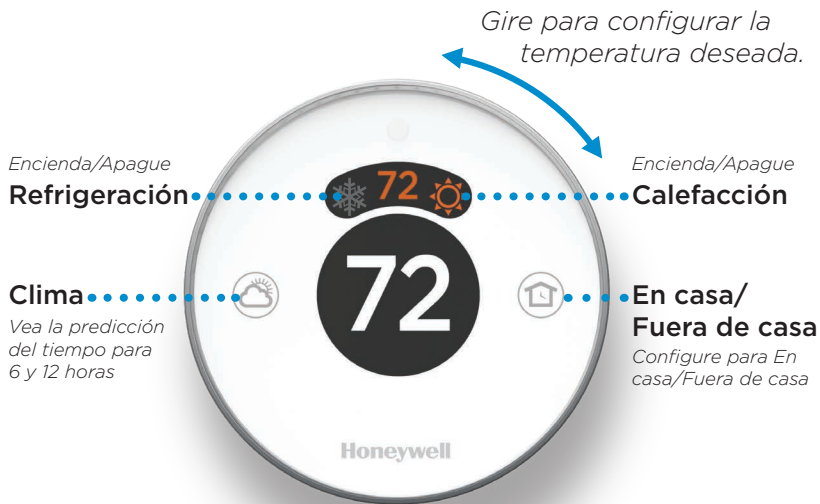 Gire para configurar la
temperatura deseada.
Encienda/Apague
Refrigeración
72
Encienda/Apague
Calefacción
72
Clima
Vea la predicción
del tiempo para
6 y 12 horas
En casa/
Fuera de casa
Configure para En
casa/Fuera de casa
Honeywell